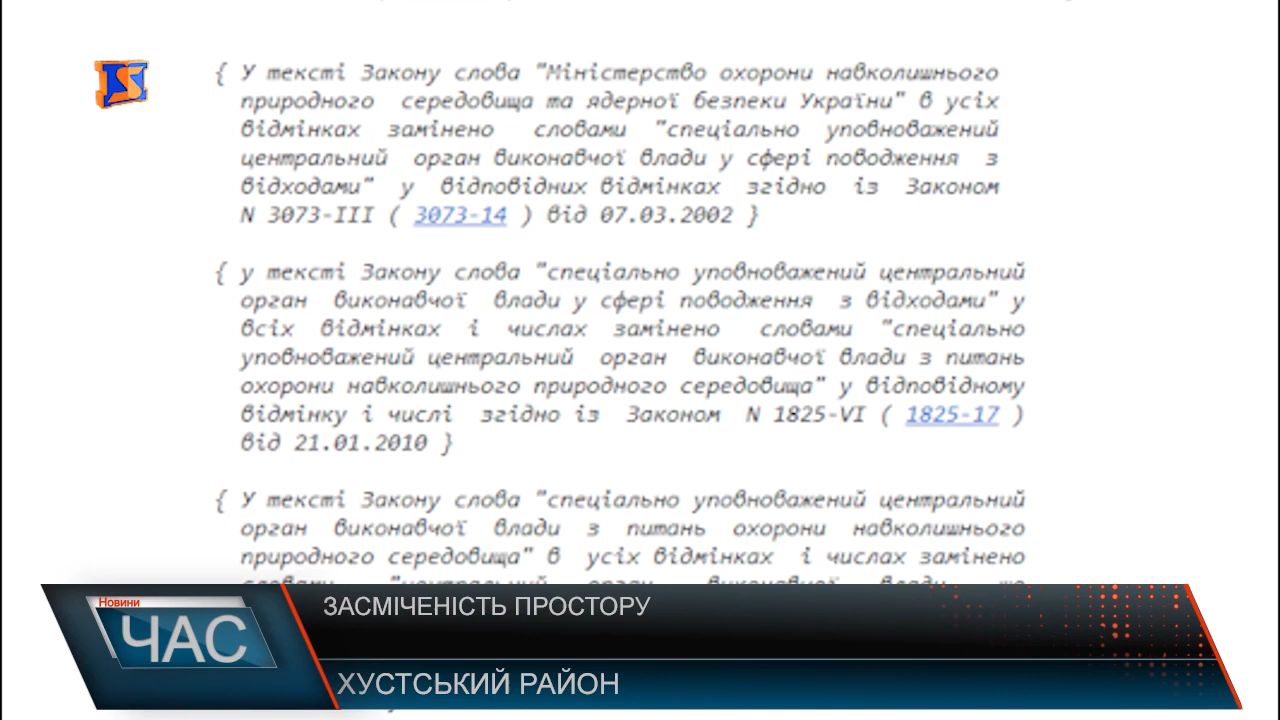 { У тексті Закону слова "Міністерство охорони навколишнього
природного середовища та ядерної безпеки України" в усіх
відмінках замінено словами "спеціально уповноважений
центральний орган виконавчої влади у сфері поводження з
відходами" у відповідних відмінках згідно із Законом
N 3073-III ( 3073-14 ) від 07.03.2002 }
{ у тексті Закону слова "спеціально уповноважений центральний
орган виконавчої влади у сфері поводження з відходами" у
всіх відмінках і числах замінено словами "спеціально
уповноважений центральний орган виконавчої влади з питань
охорони навколишнього природного середовища" у відповідному
відмінку і числі згідно із Законом N 1825-VI ( 1825-17 )
від 21.01.2010 }
{ У тексті Закону слова "спеціально уповноважений центральний
орган виконавчої влади з питань охорони навколишнього
природного середовища" в усіх відмінках і числах замінено
Новини
ЧАС
ЗАСМІЧЕНІСТЬ ПРОСТОРУ
ХУСТСЬКИЙ РАЙОН